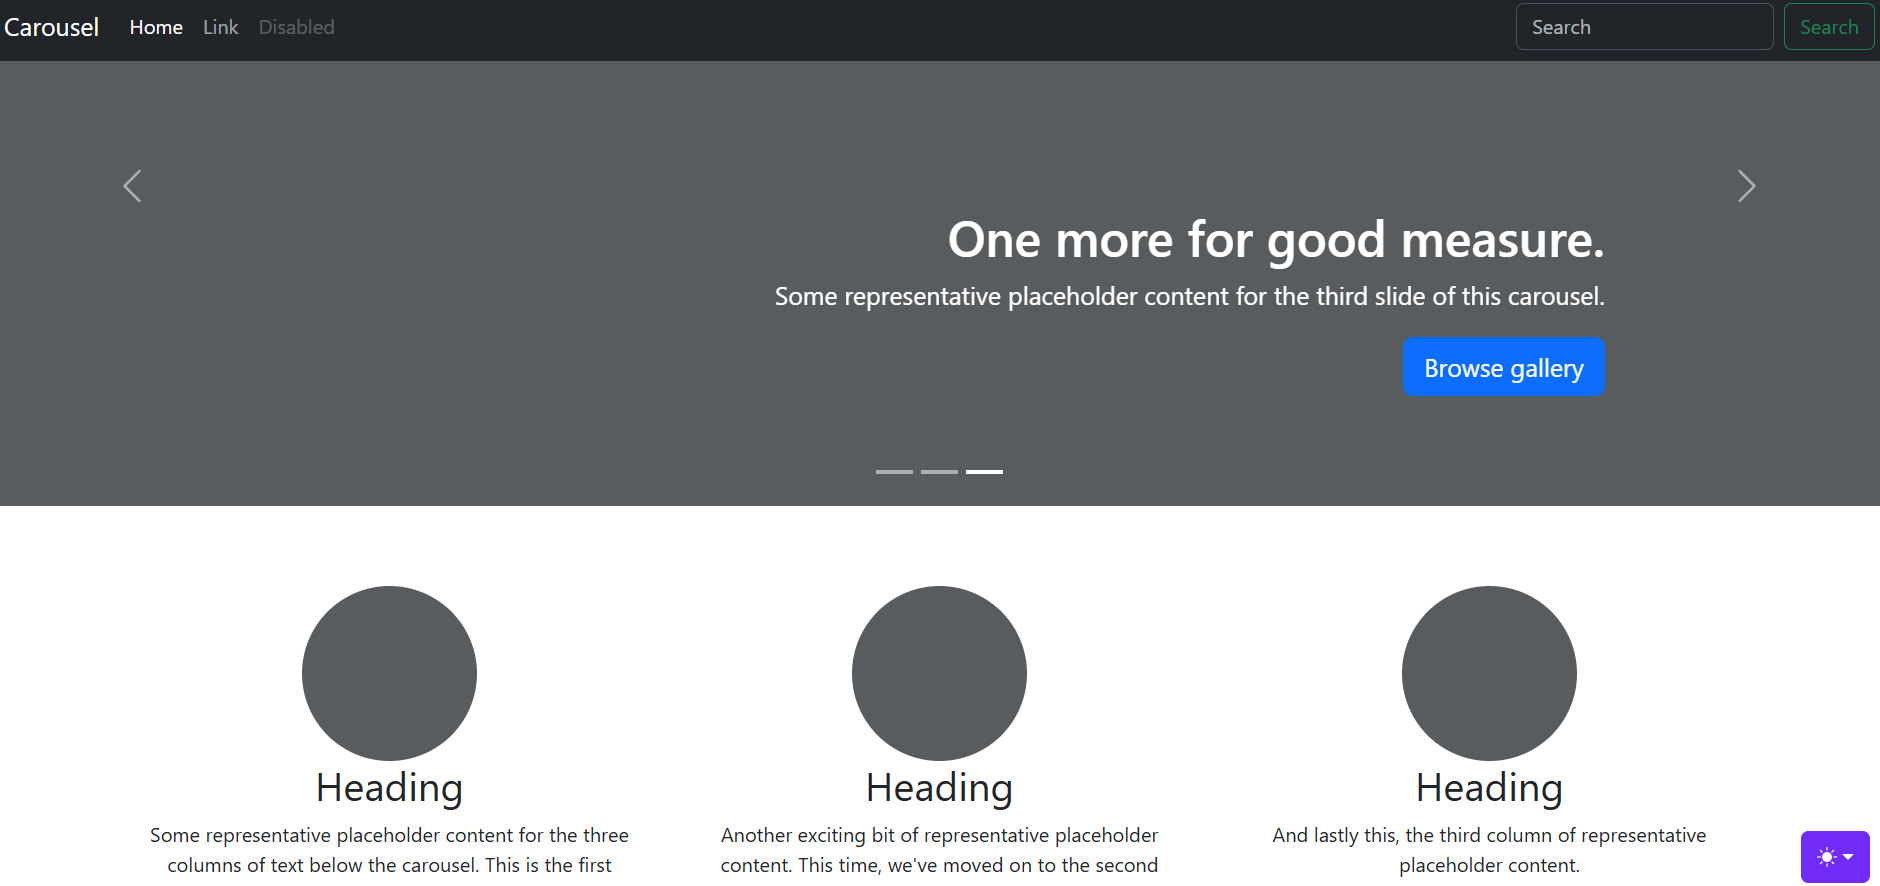 Carousel Home Link Disabled Search Search
One more for good measure.
Some representative placeholder content for the third slide of this carousel.
Browse gallery
Heading
Some representative placeholder content for the three
columns of text below the carousel. This is the first
Heading
Another exciting bit of representative placeholder
content. This time, we've moved on to the second
Heading
And lastly this, the third column of representative
placeholder content.